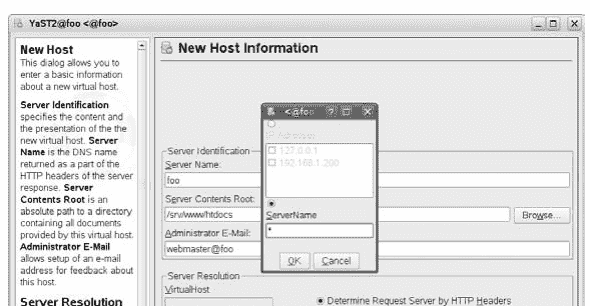 YaST2@foo <@foo>
New Host
This dialog allows you to
enter a basic information
about a new virtual host.
Server Identification
specifies the content and
the presentation of the the
new virtual host. Server
Name is the DNS name
returned as a part of the
HTTP headers of the server
response. Server
Contents Root is an
absolute path to a directory
containing all documents
provided by this virtual host.
Administrator E-Mail
allows setup of an e-mail
address for feedback about
this host.
Server Resolution
New Host Information
Server Identification
Server Name:
foo
Server Contents Root:
/srv/www/htdocs
Browse...
Administrator E-Mail:
webmaster@foo
Server Resolution
VirtualHost
Determine Request Server by HTTP Headers
<@foo
127.0.0.1
192.168.1.200
ServerName
*
OK
Cancel